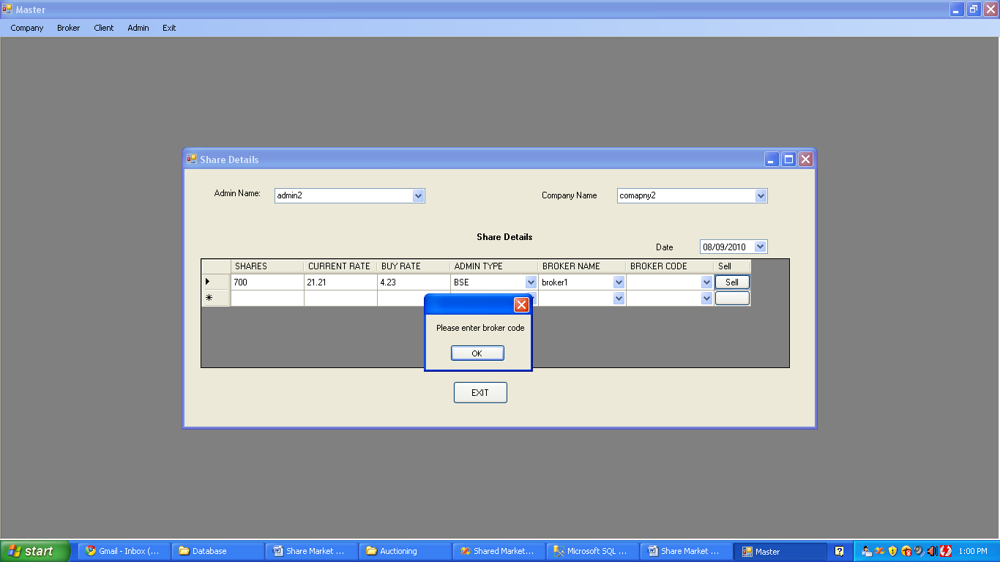 Master
Company Broker Client Admin Exit
Share Details
Admin Name: admin2 Company Name comapny2
Share Details
Date 08/09/2010
SHARES CURRENT RATE BUY RATE ADMIN TYPE BROKER NAME BROKER CODE Sell
700 21.21 4.23 BSE broker1 Sell
Please enter broker code
OK
EXIT
start Gmail - Inbox (... Database Share Market ... Auctioning Shared Market... Microsoft SQL ... Share Market ... Master 1:00 PM